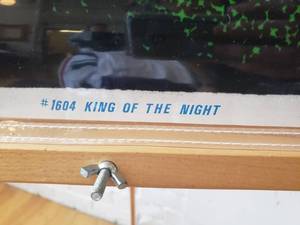 #1604 KING OF THE NIGHT